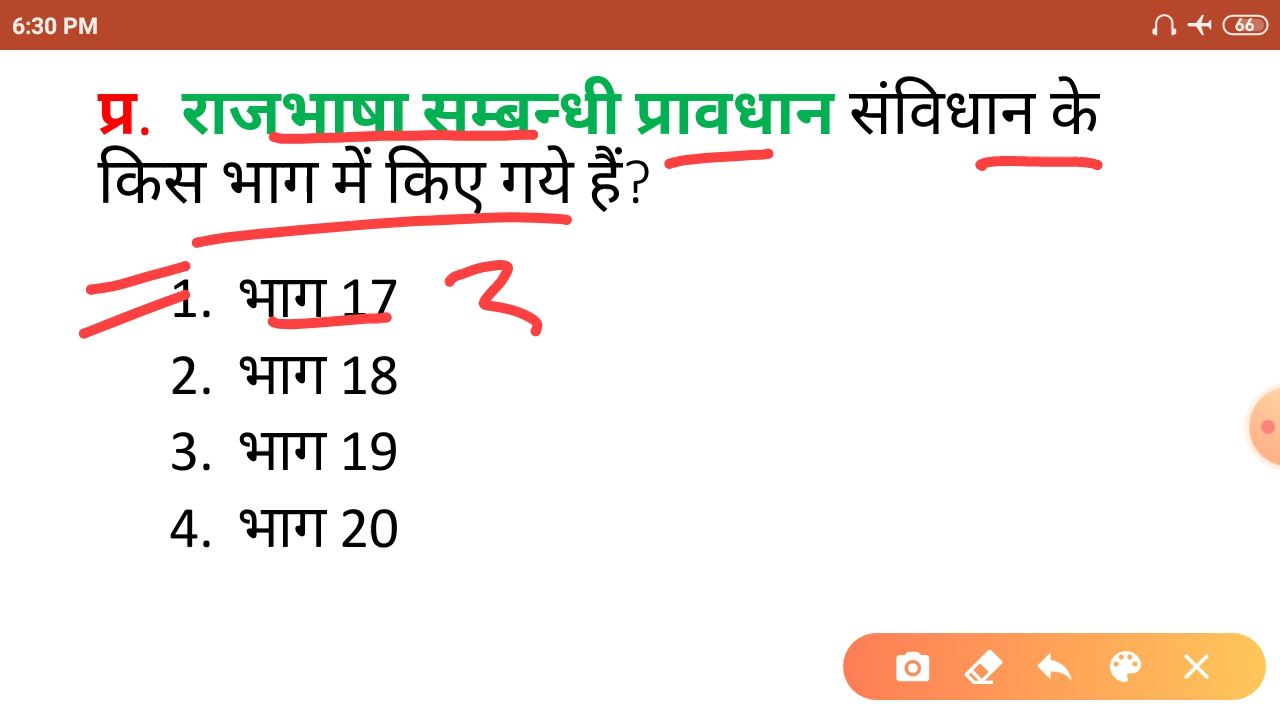 6:30 PM
66
प्र. राजभाषा सम्बन्धी प्रावधान संविधान के
किस भाग में किए गये हैं?
1. भाग 17
2. भाग 18
3. भाग 19
4. भाग 20